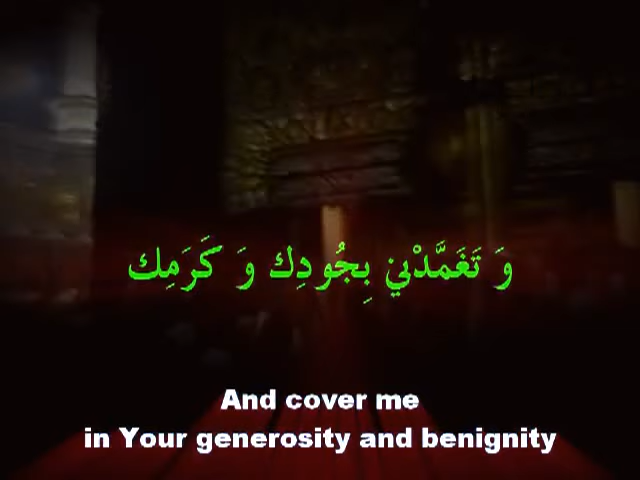 وَ تَغَمَّدْنِي بِجُودِكَ وَ كَرَمِك
And cover me
in Your generosity and benignity